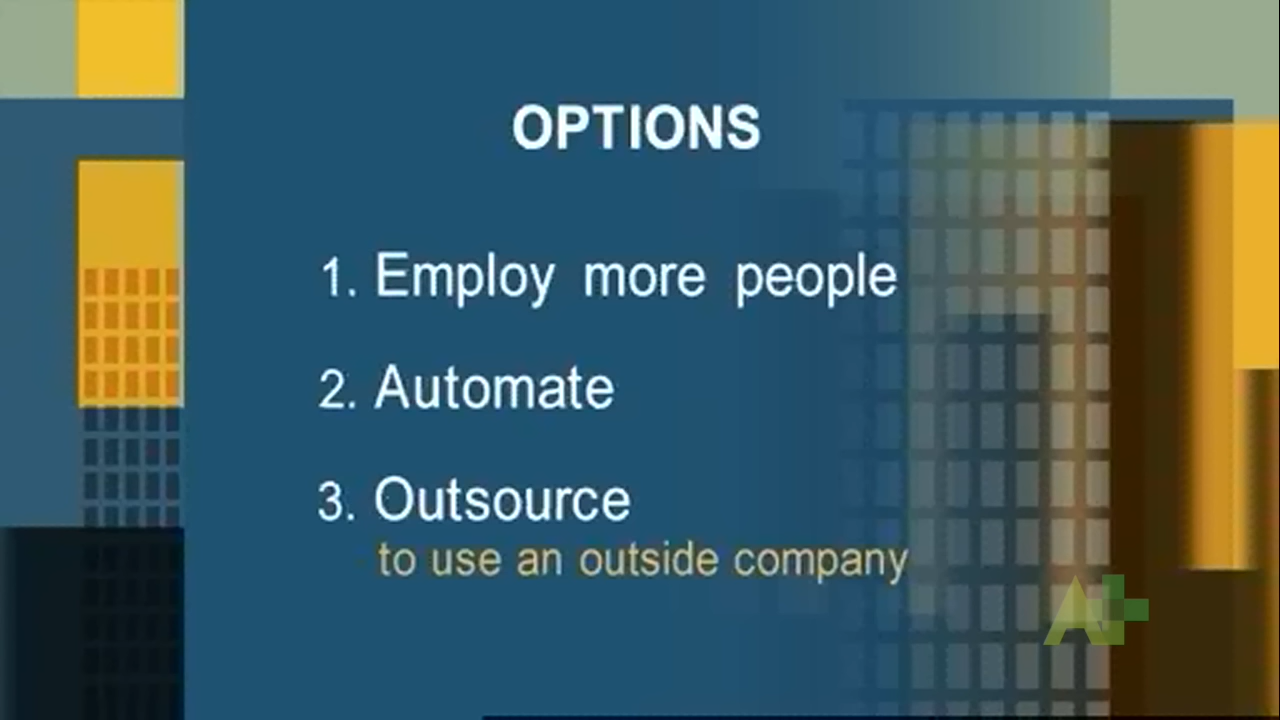 OPTIONS
1. Employ more people
2. Automate
3. Outsource
to use an outside company
A+